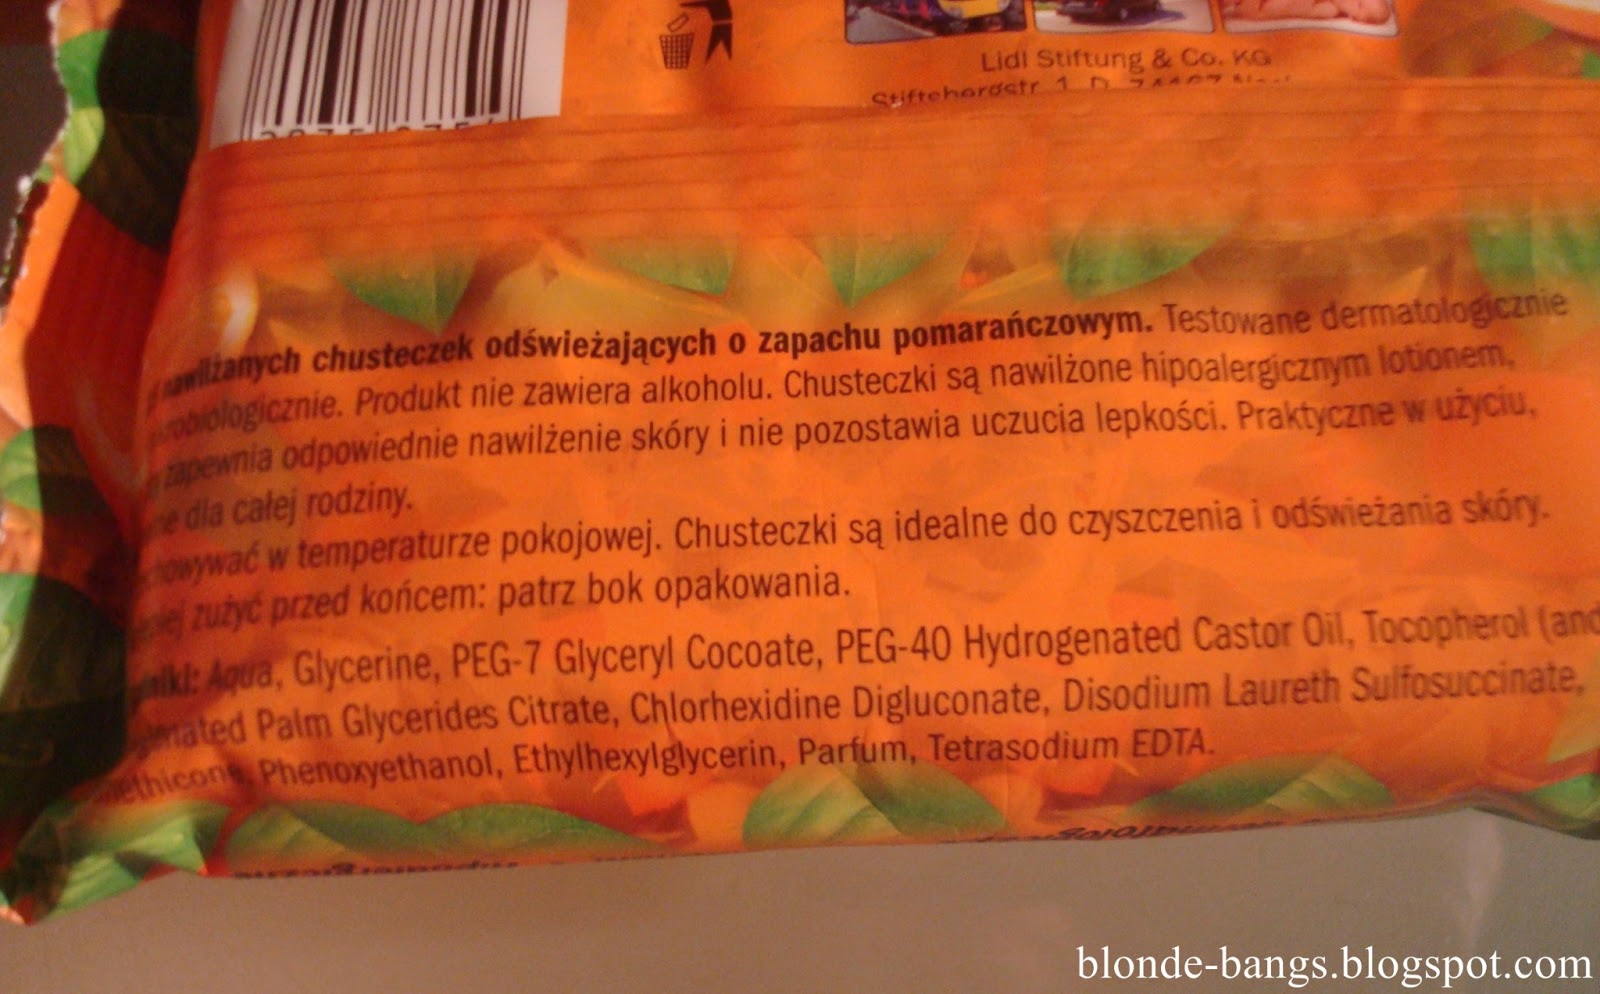 Lidl Stiftung & Co. KG
nawilżanych chusteczek odświeżających o zapachu pomarańczowym. Testowane dermatologicznie
Produkt nie zawiera alkoholu. Chusteczki są nawilżone hipoalergicznym lotionem,
zapewnia odpowiednie nawilżenie skóry i nie pozostawia uczucia lepkości. Praktyczne w użyciu,
dla całej rodziny.
w temperaturze pokojowej. Chusteczki są idealne do czyszczenia i odświeżania skóry.
zużyć przed końcem: patrz bok opakowania.
Aqua, Glycerine, PEG-7 Glyceryl Cocoate, PEG-40 Hydrogenated Castor Oil, Tocopherol (and
Palm Glycerides Citrate, Chlorhexidine Digluconate, Disodium Laureth Sulfosuccinate,
Phenoxyethanol, Ethylhexylglycerin, Parfum, Tetrasodium EDTA.
blonde-bangs.blogspot.com